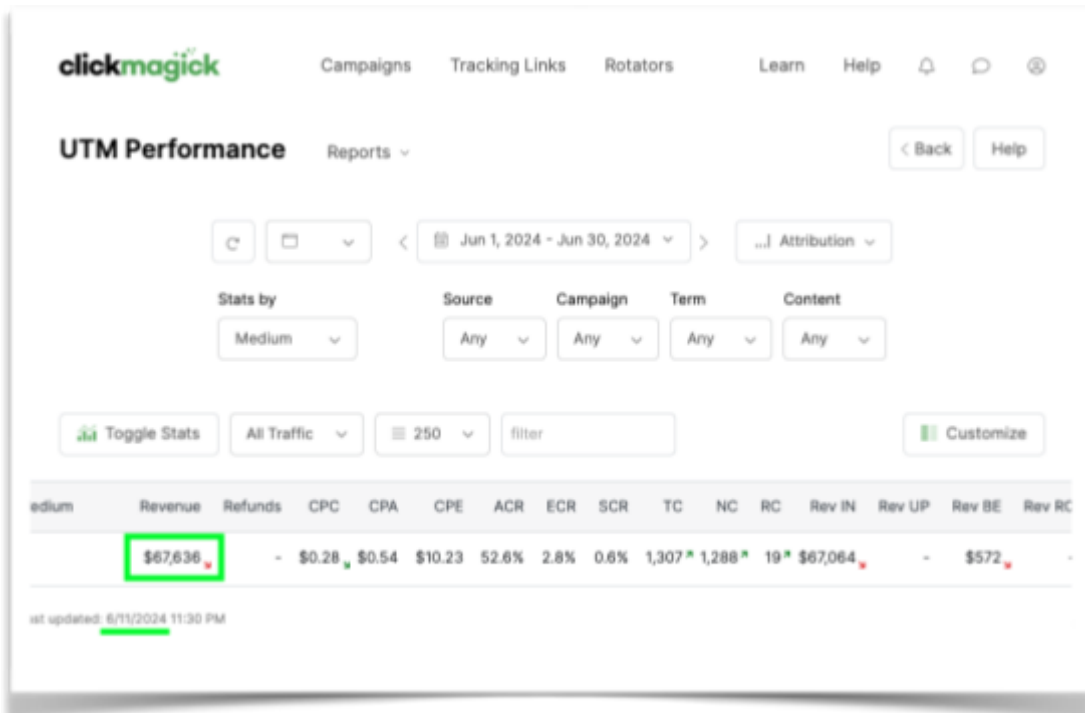 clickmagick Campaigns Tracking Links Rotators Learn Help
UTM Performance Reports < Back Help
< Jun 1, 2024 - Jun 30, 2024 > ...| Attribution
Stats by Source Campaign Term Content
Medium Any Any Any Any
Toggle Stats All Traffic 250 filter Customize
edium Revenue Refunds CPC CPA CPE ACR ECR SCR TC NC RC Rev IN Rev UP Rev BE Rev RC
$67,636 - $0.28 $0.54 $10.23 52.6% 2.8% 0.6% 1,307 1,288 19 $67,064 - $572 -
ast updated: 6/11/2024 11:30 PM